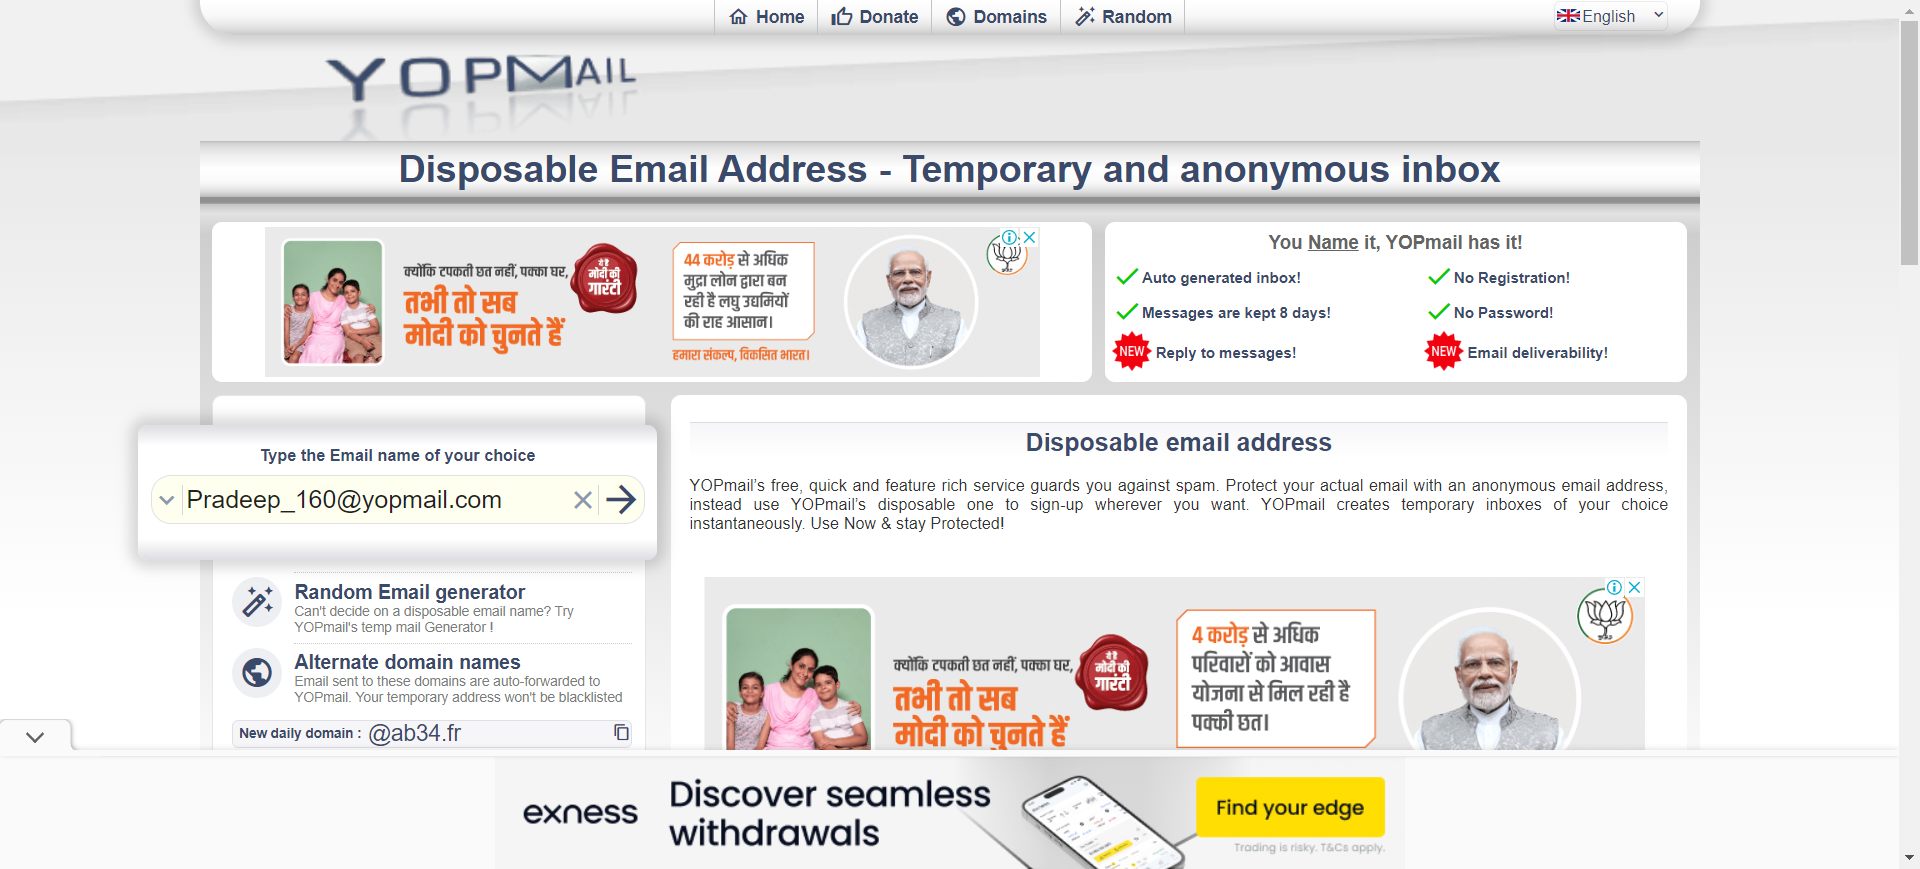 Home
Donate
Domains
Random
English
YOPMAIL
Disposable Email Address - Temporary and anonymous inbox
क्योंकि टपकती छत नहीं, पक्का घर,
तभी तो सब
मोदी को चुनते हैं
ये है
मोदी की
गारंटी
44 करोड़ से अधिक
मुद्रा लोन द्वारा बन
रही है लघु उद्यमियों
की राह आसान।
हमारा संकल्प, विकसित भारत।
You Name it, YOPmail has it!
Auto generated inbox!
No Registration!
Messages are kept 8 days!
No Password!
NEW Reply to messages!
NEW Email deliverability!
Type the Email name of your choice
Pradeep_160@yopmail.com
Random Email generator
Can't decide on a disposable email name? Try
YOPmail's temp mail Generator !
Alternate domain names
Email sent to these domains are auto-forwarded to
YOPmail. Your temporary address won't be blacklisted
New daily domain : @ab34.fr
Disposable email address
YOPmail's free, quick and feature rich service guards you against spam. Protect your actual email with an anonymous email address,
instead use YOPmail's disposable one to sign-up wherever you want. YOPmail creates temporary inboxes of your choice
instantaneously. Use Now & stay Protected!
क्योंकि टपकती छत नहीं, पक्का घर,
तभी तो सब
मोदी को चुनते हैं
ये है
मोदी की
गारंटी
4 करोड़ से अधिक
परिवारों को आवास
योजना से मिल रही है
पक्की छत।
exness
Discover seamless
withdrawals
Find your edge
Trading is risky. T&Cs apply.